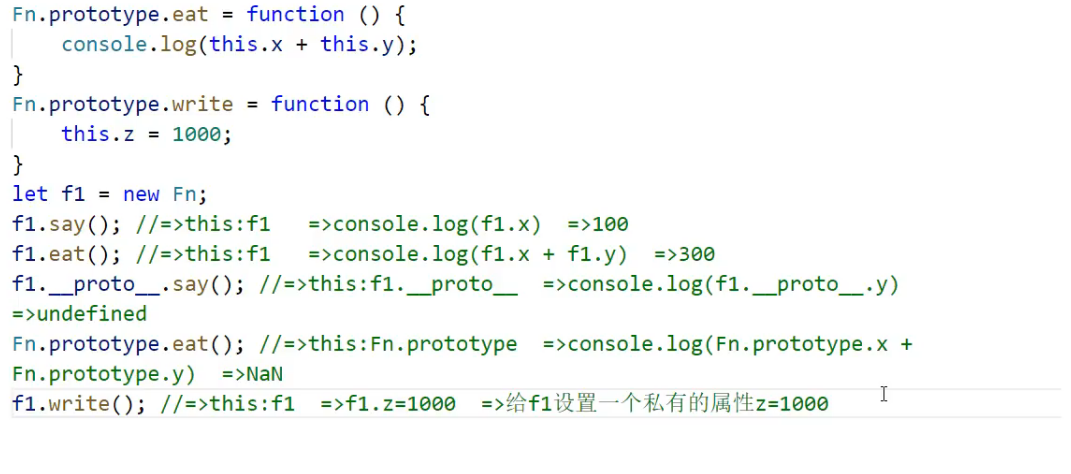 Fn.prototype.eat = function () {
    console.log(this.x + this.y);
}
Fn.prototype.write = function () {
    this.z = 1000;
}
let f1 = new Fn;
f1.say(); //=>this:f1   =>console.log(f1.x)  =>100
f1.eat(); //=>this:f1   =>console.log(f1.x + f1.y)  =>300
f1.__proto__.say(); //=>this:f1.__proto__  =>console.log(f1.__proto__.y)
=>undefined
Fn.prototype.eat(); //=>this:Fn.prototype  =>console.log(Fn.prototype.x +
Fn.prototype.y)  =>NaN
f1.write(); //=>this:f1  =>f1.z=1000  =>给f1设置一个私有的属性z=1000